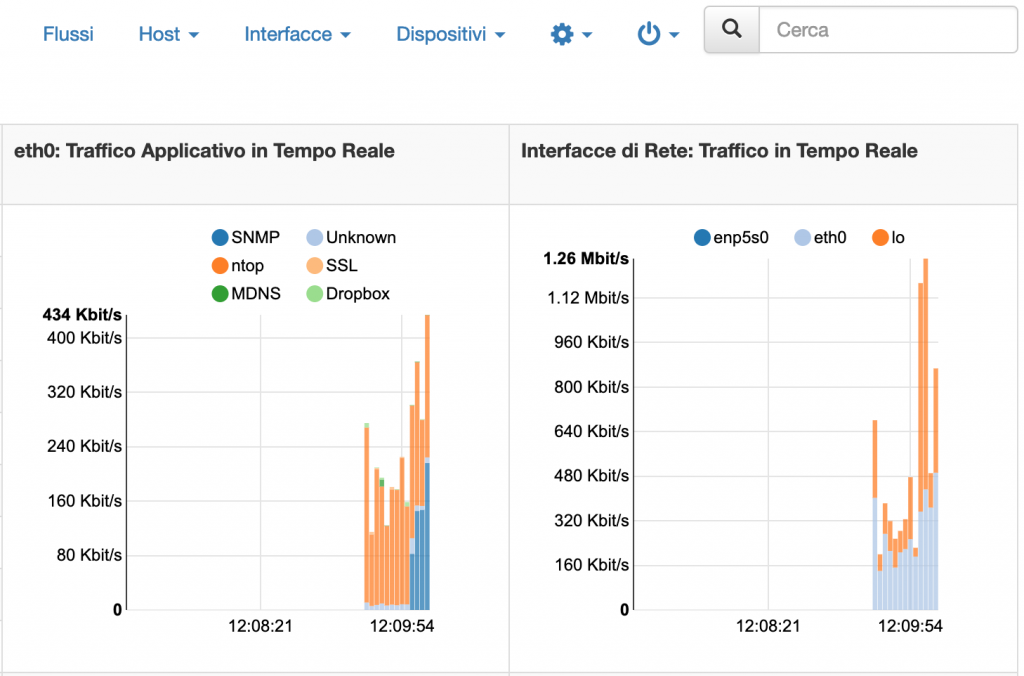 Flussi Host Interfacce Dispositivi Cerca
eth0: Traffico Applicativo in Tempo Reale
SNMP Unknown
ntop SSL
MDNS Dropbox
434 Kbit/s
400 Kbit/s
320 Kbit/s
240 Kbit/s
160 Kbit/s
80 Kbit/s
0
12:08:21 12:09:54
Interfacce di Rete: Traffico in Tempo Reale
enp5s0 eth0 lo
1.26 Mbit/s
1.12 Mbit/s
960 Kbit/s
800 Kbit/s
640 Kbit/s
480 Kbit/s
320 Kbit/s
160 Kbit/s
0
12:08:21 12:09:54